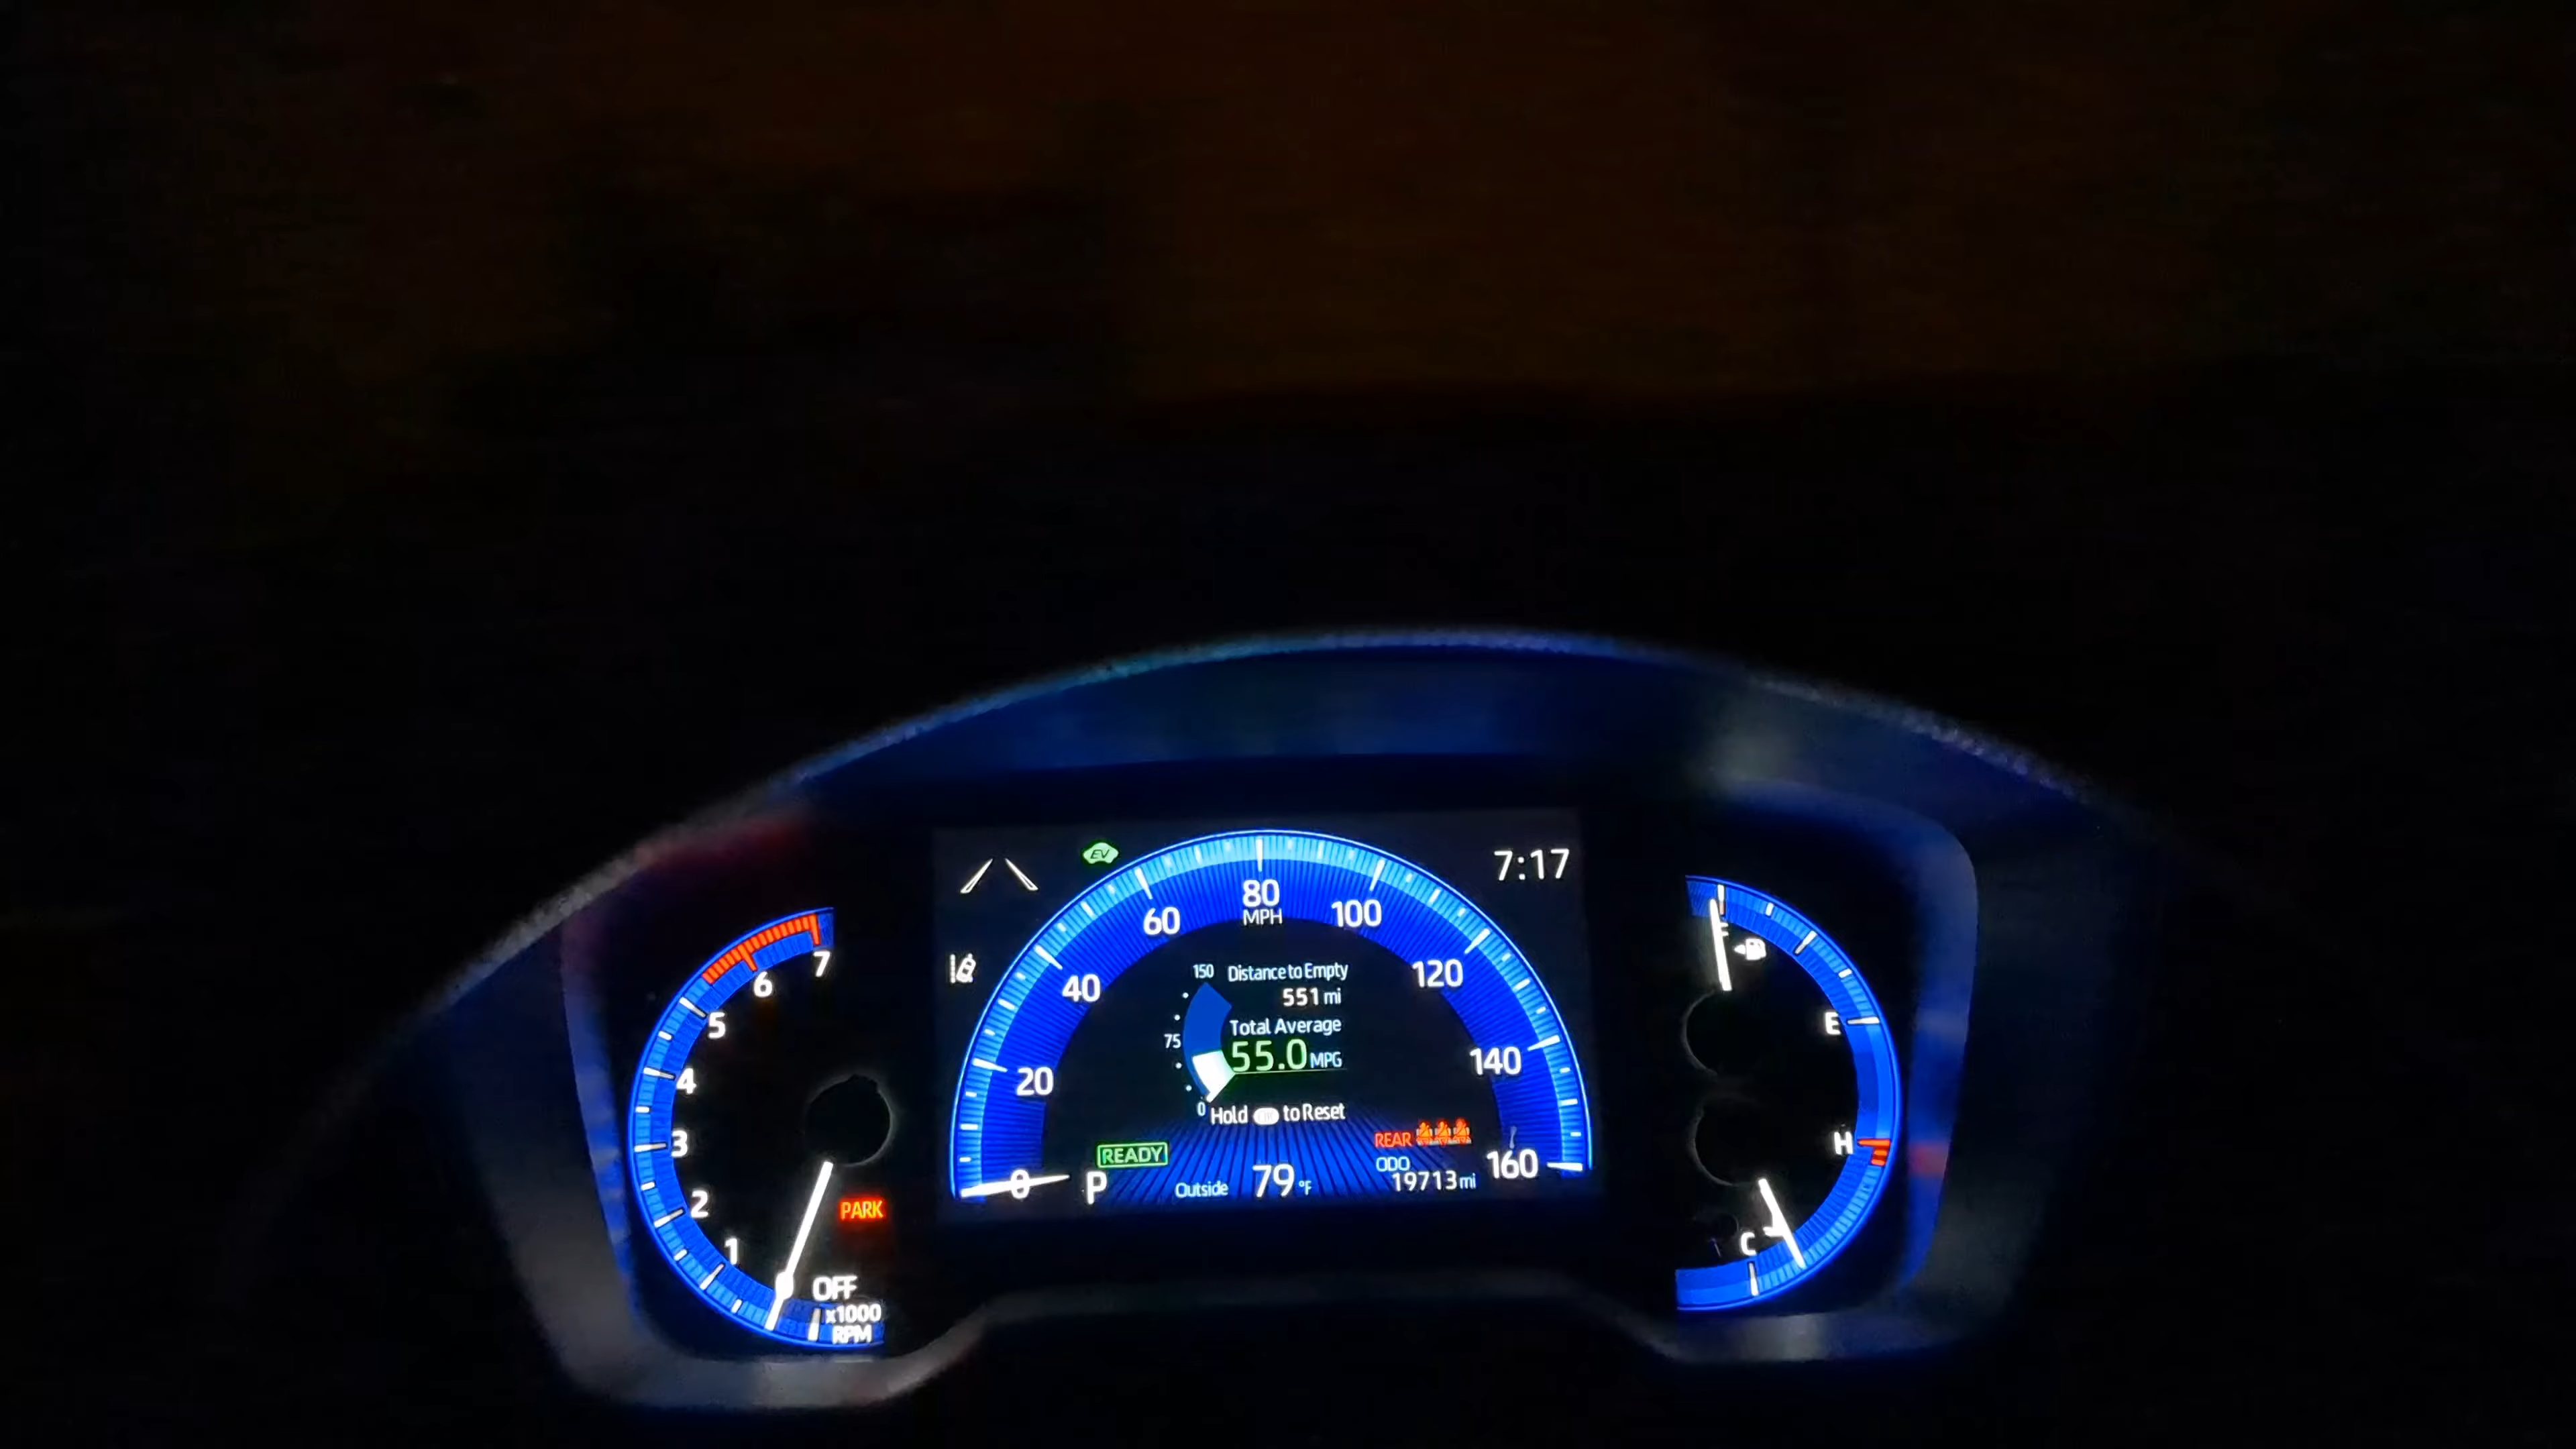 EV
7:17
80
MPH
60
100
40
120
20
140
0
160
150
Distance to Empty
551 mi
Total Average
75
55.0 MPG
0
Hold to Reset
READY
REAR
P
Outside 79 °F
ODO
19713 mi
7
6
5
4
3
2
1
0
PARK
OFF
x1000
RPM
F
E
H
C